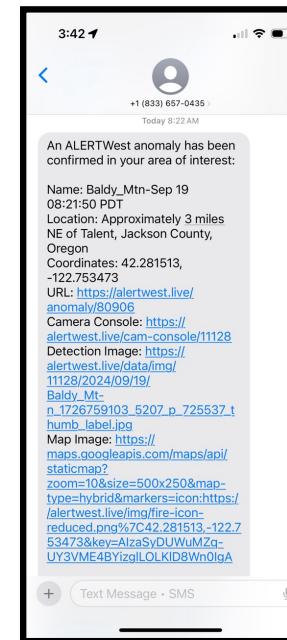 3:42
+1 (833) 657-0435
Today 8:22 AM
An ALERTWest anomaly has been
confirmed in your area of interest:
Name: Baldy_Mtn-Sep 19
08:21:50 PDT
Location: Approximately 3 miles
NE of Talent, Jackson County,
Oregon
Coordinates: 42.281513,
-122.753473
URL: https://alertwest.live/
anomaly/80906
Camera Console: https://
alertwest.live/cam-console/11128
Detection Image: https://
alertwest.live/data/img/
11128/2024/09/19/
Baldy_Mt-
n_1726759103_5207_p_725537_t
humb_label.jpg
Map Image: https://
maps.googleapis.com/maps/api/
staticmap?
zoom=10&size=500x250&map-
type=hybrid&markers=icon:https:/
/alertwest.live/img/fire-icon-
reduced.png%7C42.281513,-122.7
53473&key=AIzaSyDUWuMZq-
UY3VME4BYizglLOLKlD8Wn0lgA
Text Message • SMS